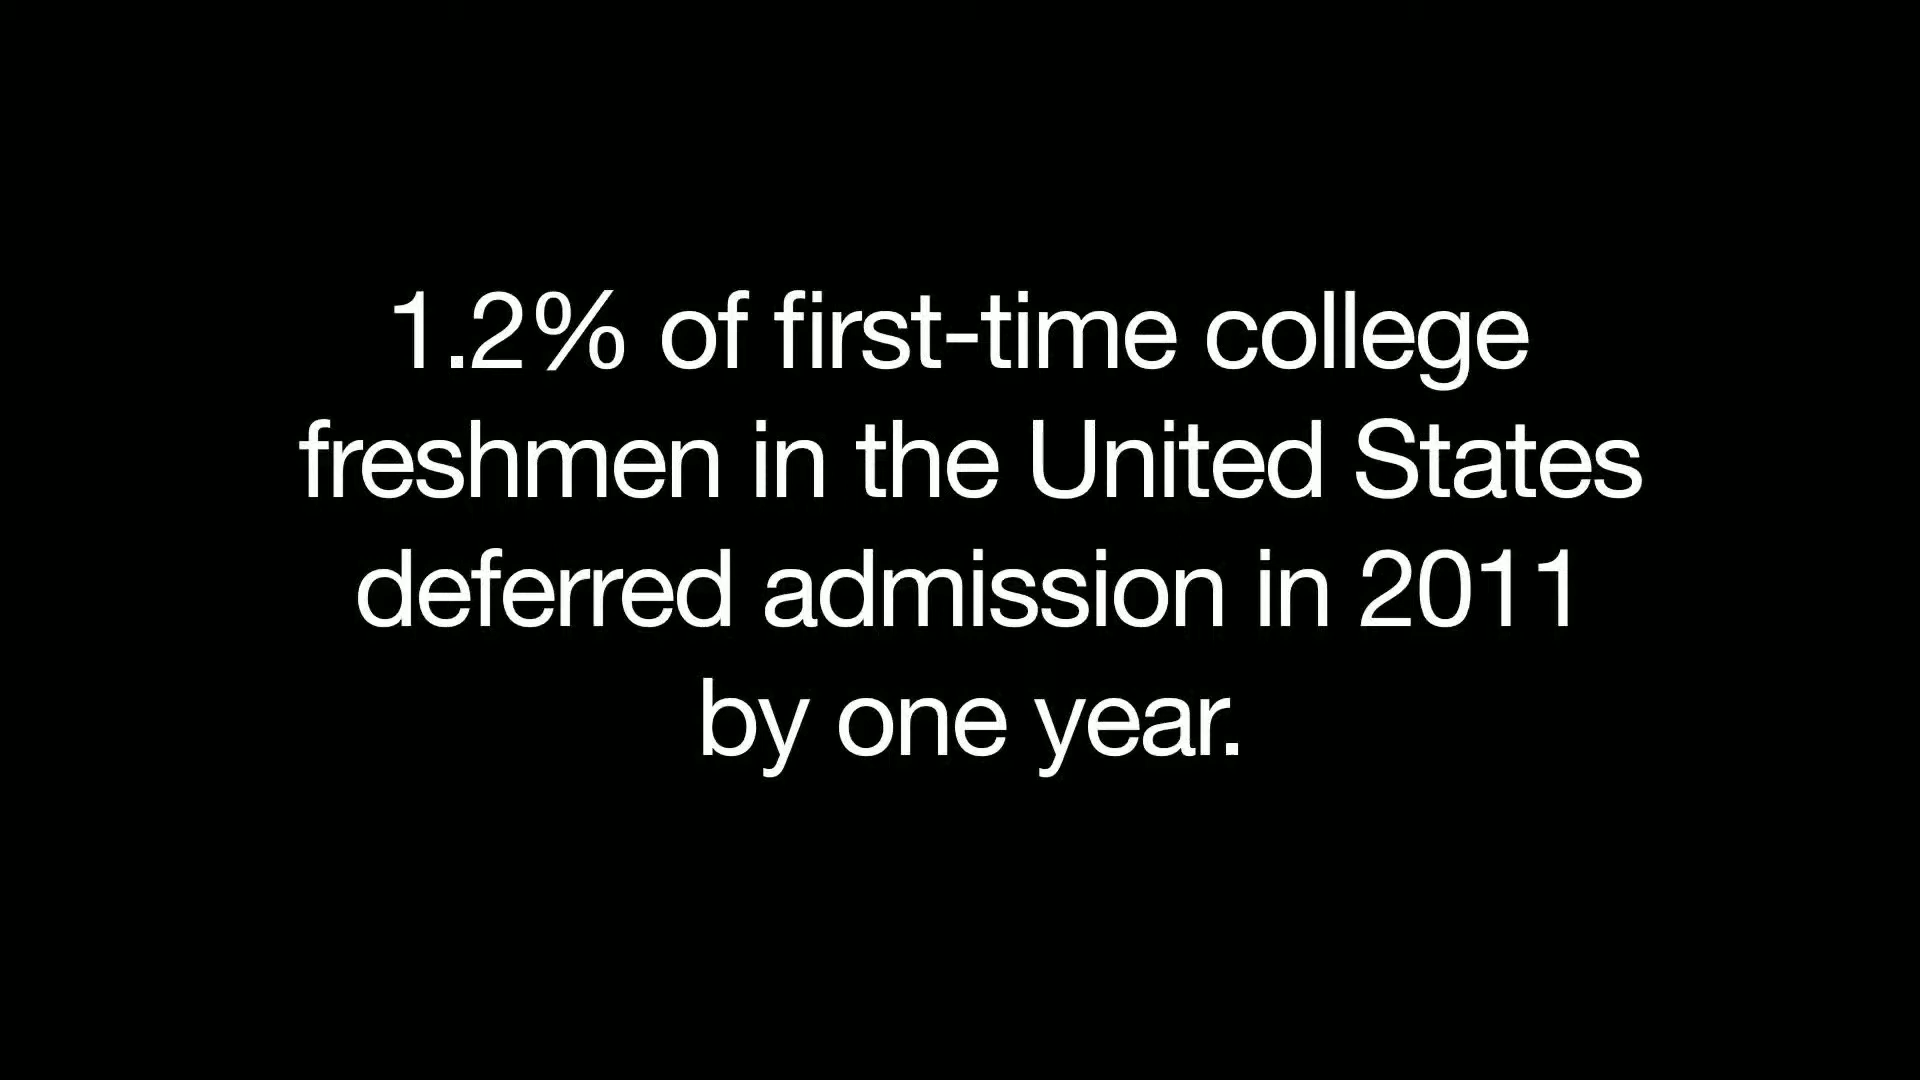 1.2% of first-time college
freshmen in the United States
deferred admission in 2011
by one year.